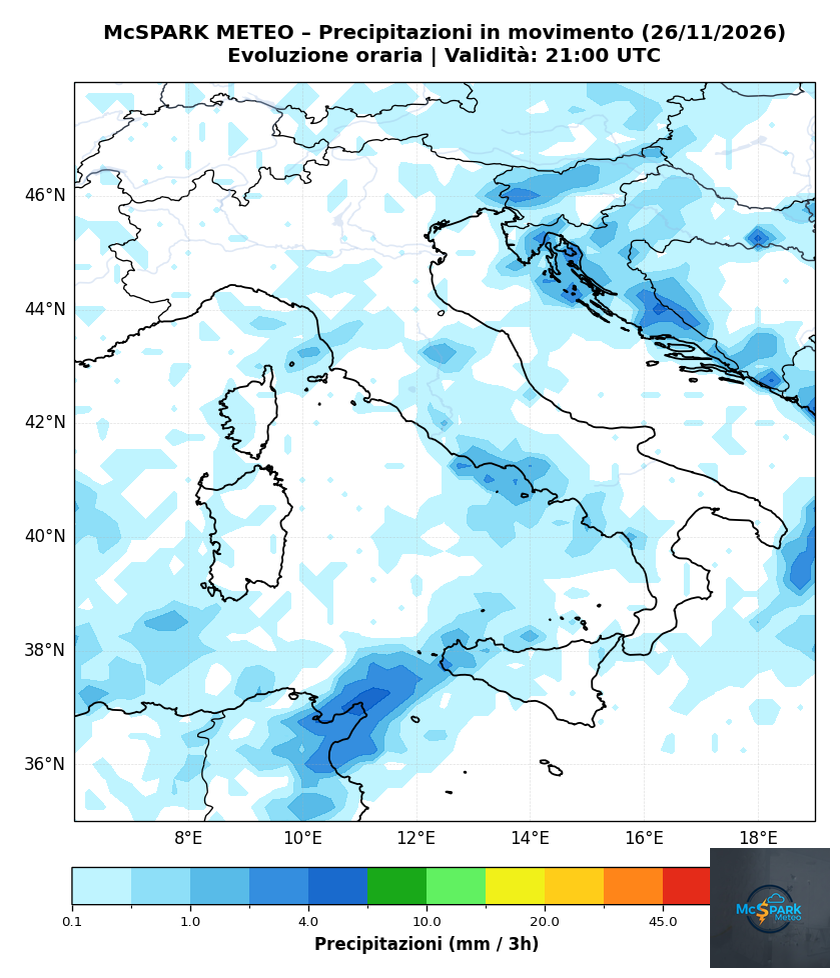 McSPARK METEO – Precipitazioni in movimento (26/11/2026)
Evoluzione oraria | Validità: 21:00 UTC
46°N
44°N
42°N
40°N
38°N
36°N
8°E 10°E 12°E 14°E 16°E 18°E
0.1 1.0 4.0 10.0 20.0 45.0
Precipitazioni (mm / 3h)
McSPARK
Meteo